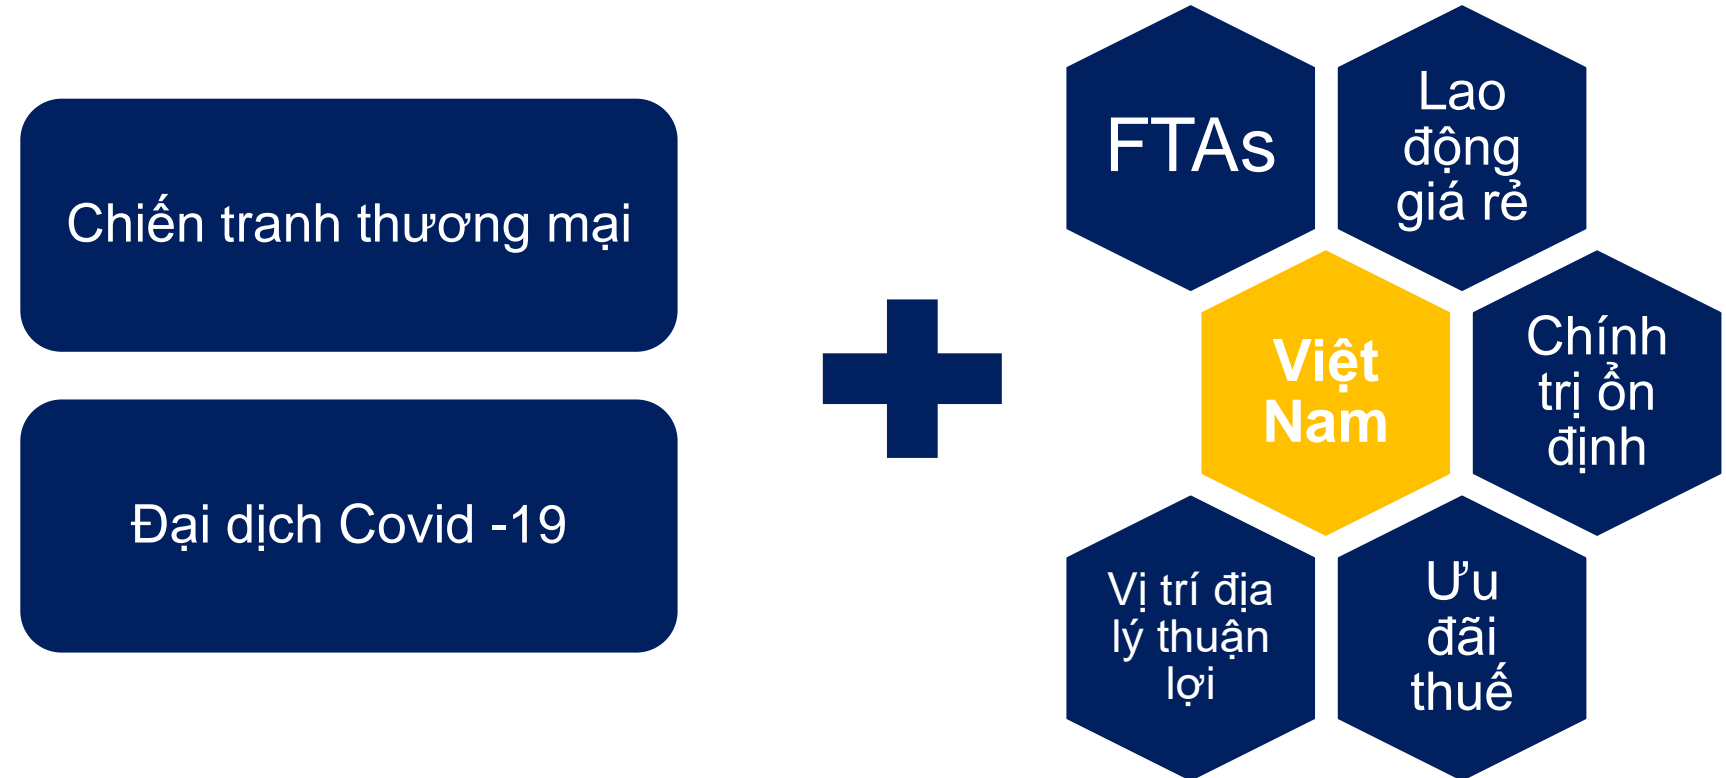 Chiến tranh thương mại
Đại dịch Covid -19
FTAs
Lao
động
giá rẻ
Việt
Nam
Chính
trị ổn
định
Vị trí địa
lý thuận
lợi
Ưu
đãi
thuế